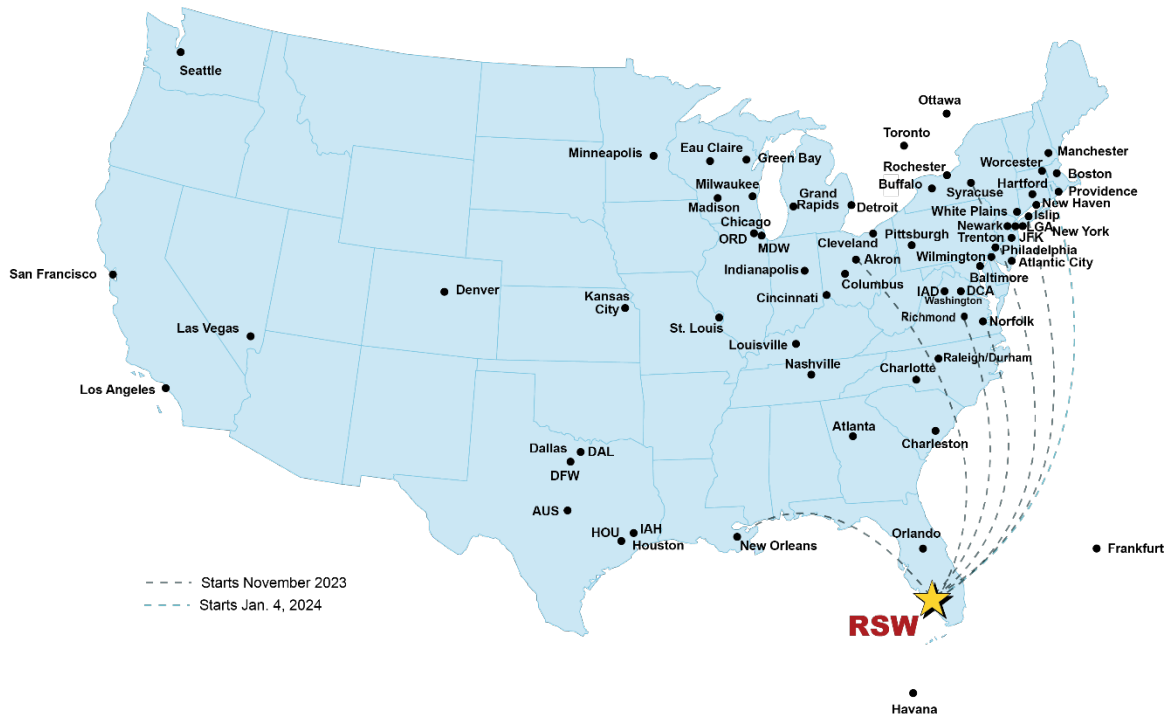 Seattle
Ottawa
Toronto
Minneapolis
Eau Claire
Green Bay
Rochester
Buffalo
Syracuse
Worcester
Manchester
Boston
Hartford
Providence
New Haven
Milwaukee
Madison
Grand
Rapids
Detroit
White Plains
Islip
Chicago
ORD
MDW
Cleveland
Akron
Pittsburgh
Newark
LGA
New York
JFK
Trenton
Philadelphia
Wilmington
Atlantic City
Baltimore
San Francisco
Denver
Indianapolis
Columbus
Cincinnati
IAD
DCA
Washington
Kansas
City
Las Vegas
St. Louis
Richmond
Norfolk
Louisville
Nashville
Raleigh/Durham
Charlotte
Los Angeles
Atlanta
Charleston
Dallas
DAL
DFW
AUS
HOU
IAH
Houston
New Orleans
Orlando
Frankfurt
Starts November 2023
Starts Jan. 4, 2024
RSW
Havana